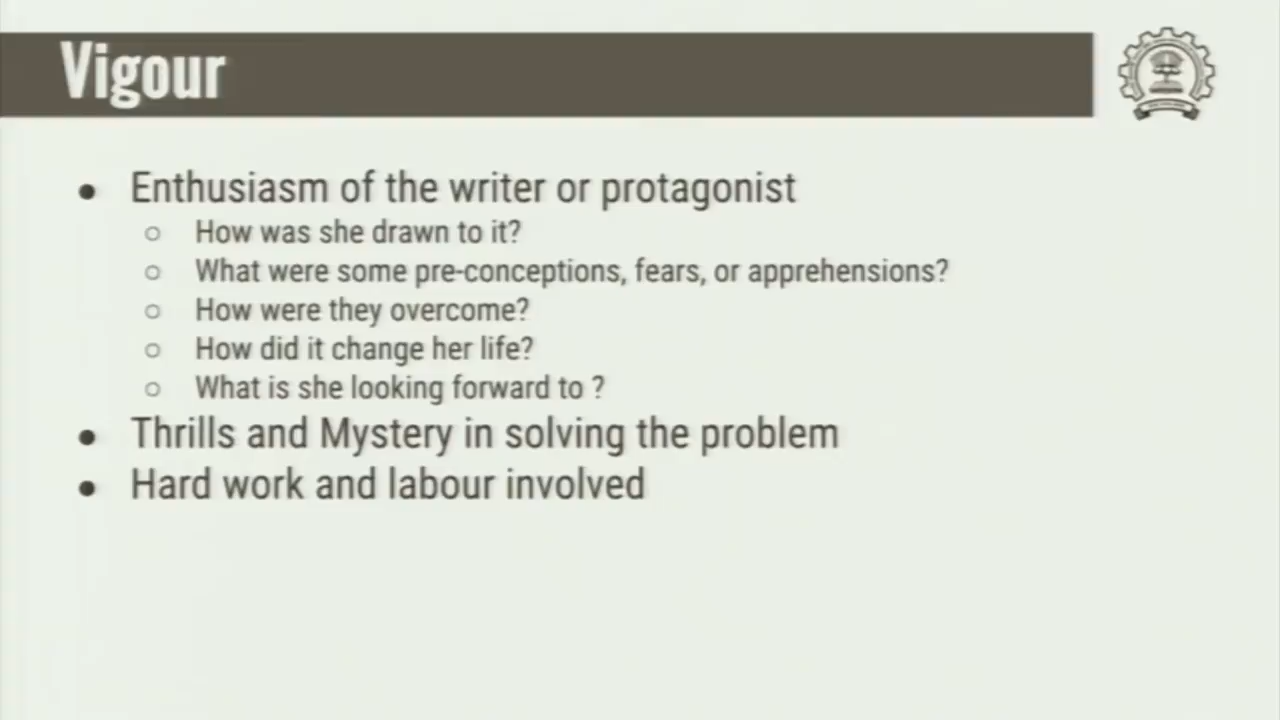 Vigour
● Enthusiasm of the writer or protagonist
○ How was she drawn to it?
○ What were some pre-conceptions, fears, or apprehensions?
○ How were they overcome?
○ How did it change her life?
○ What is she looking forward to ?
● Thrills and Mystery in solving the problem
● Hard work and labour involved